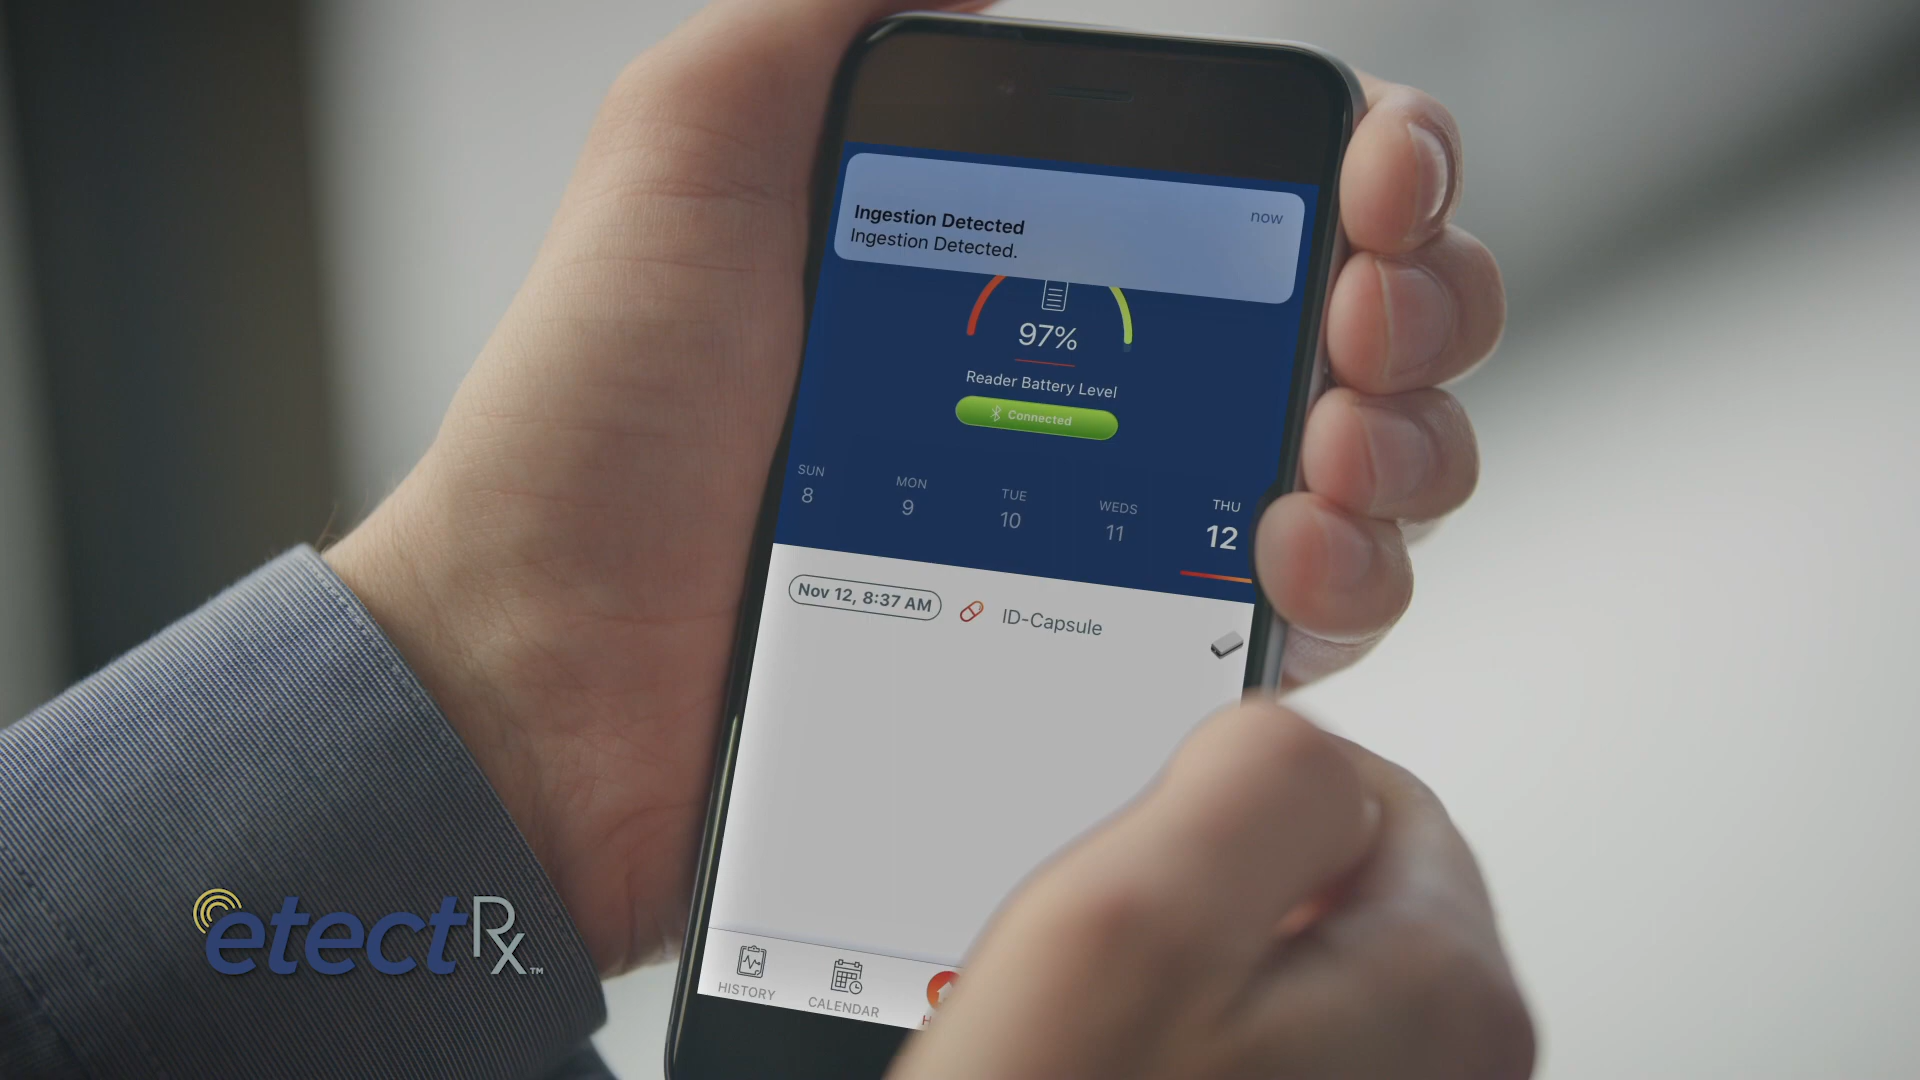 now
Ingestion Detected
Ingestion Detected.
97%
Reader Battery Level
Connected
SUN MON TUE WEDS THU
8 9 10 11 12
Nov 12, 8:37 AM ID-Capsule
etectRx™
HISTORY CALENDAR